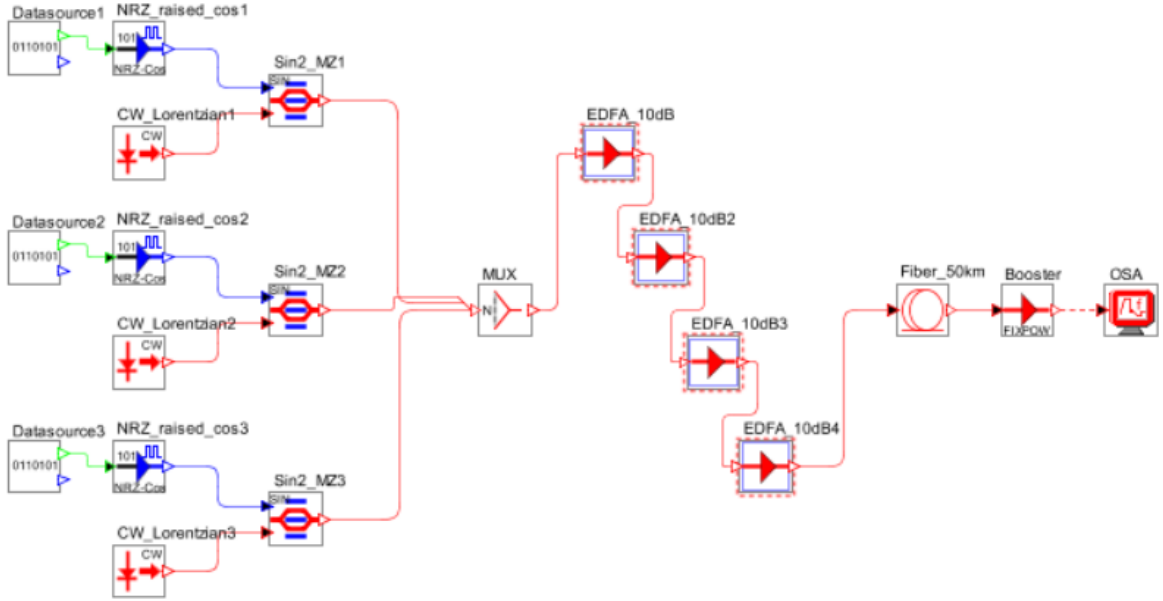 Datasource1
NRZ_raised_cos1
0110101
101
NRZ-Cos
Sin2_MZ1
SIN
CW_Lorentzian1
CW
EDFA_10dB
Datasource2
NRZ_raised_cos2
0110101
101
NRZ-Cos
Sin2_MZ2
SIN
CW_Lorentzian2
CW
EDFA_10dB2
MUX
N
Fiber_50km
Booster
FIXPOW
OSA
EDFA_10dB3
Datasource3
NRZ_raised_cos3
0110101
101
NRZ-Cos
Sin2_MZ3
SIN
CW_Lorentzian3
CW
EDFA_10dB4